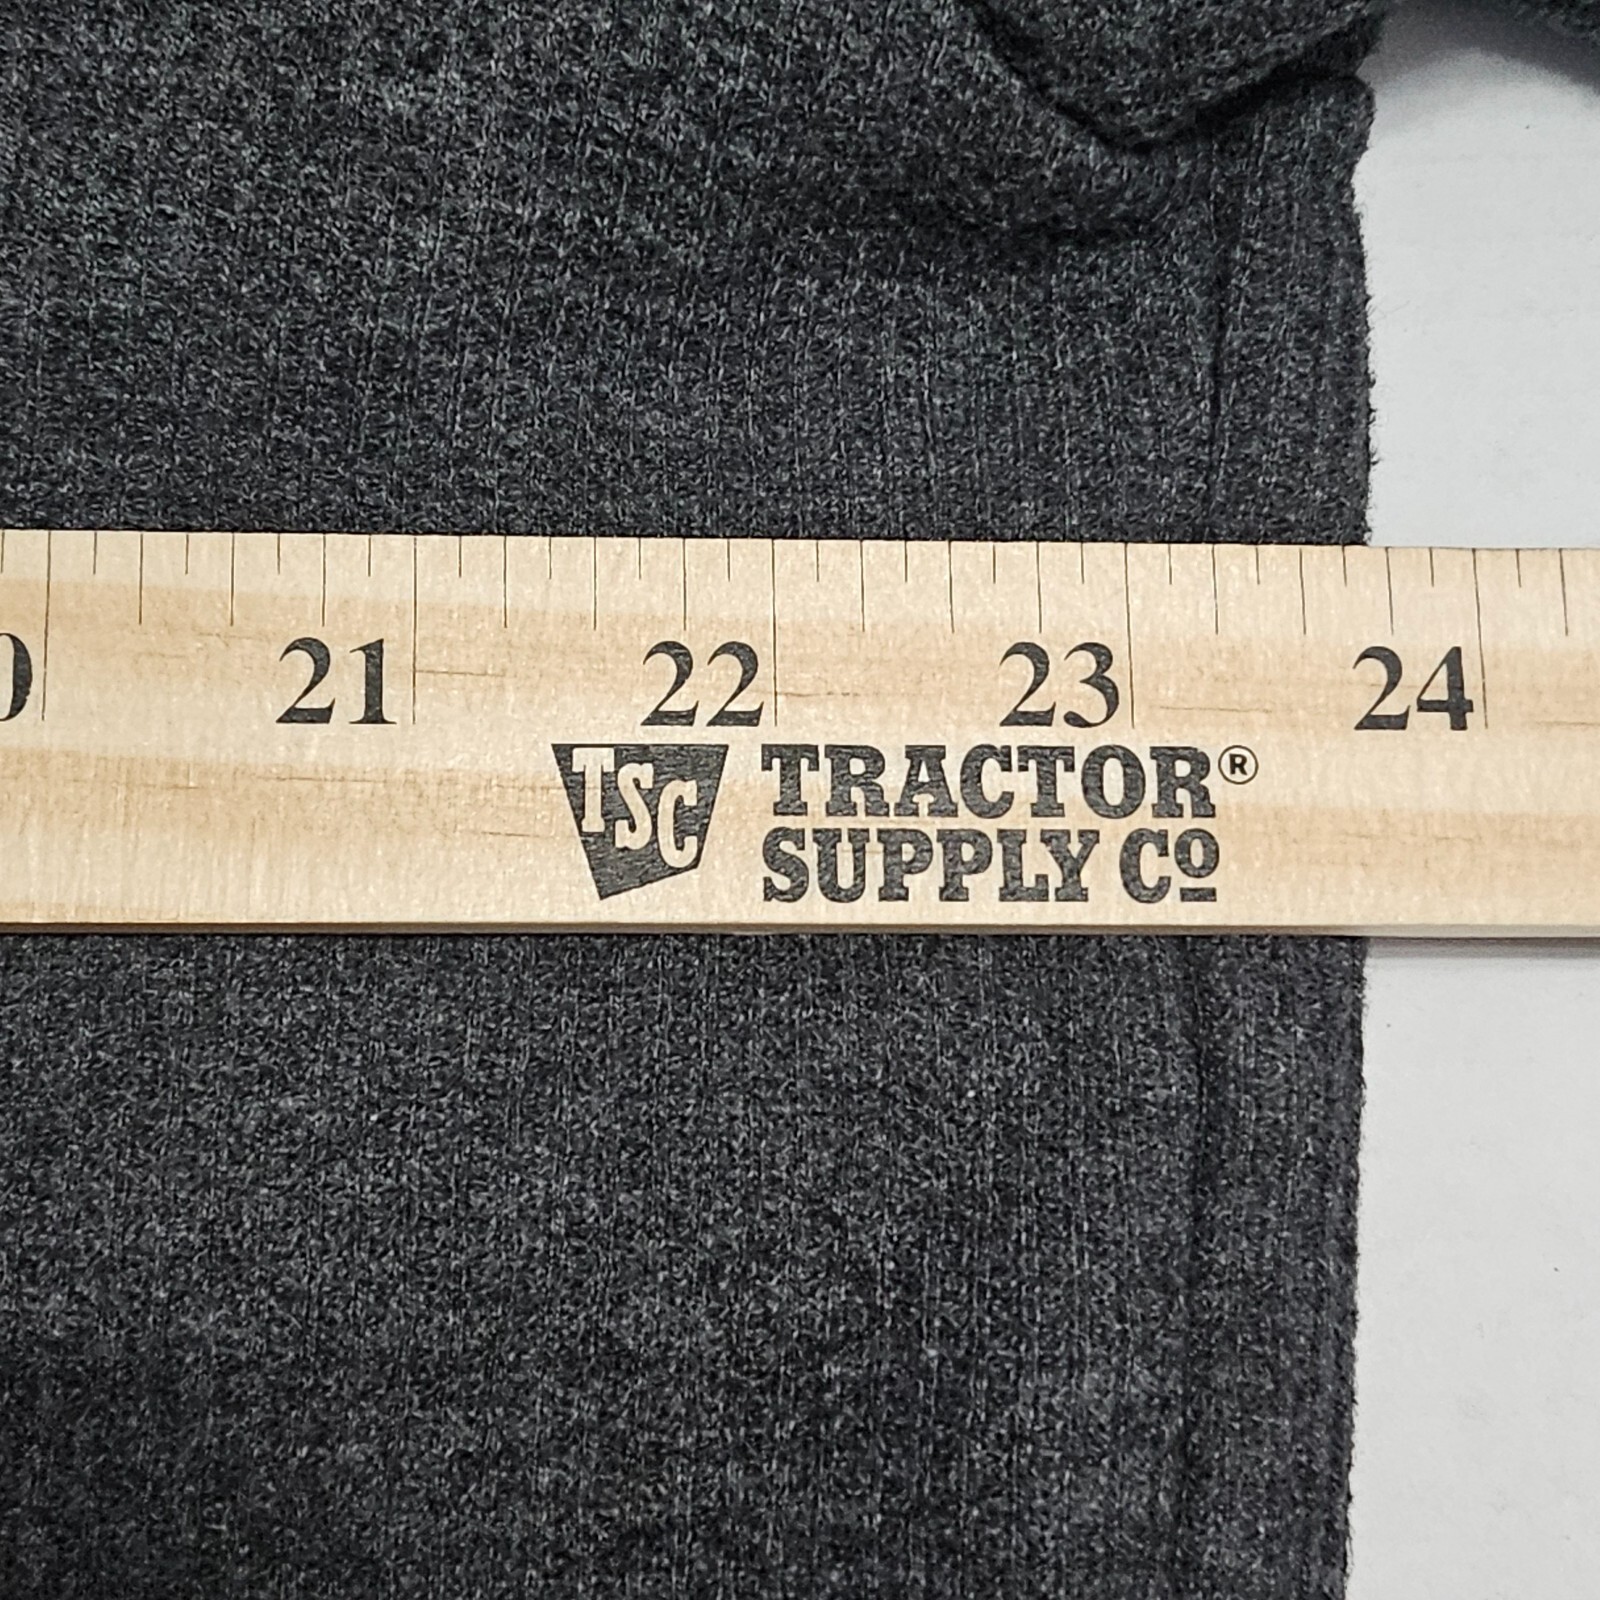 21 22 23 24
TSC TRACTOR®
SUPPLY Co